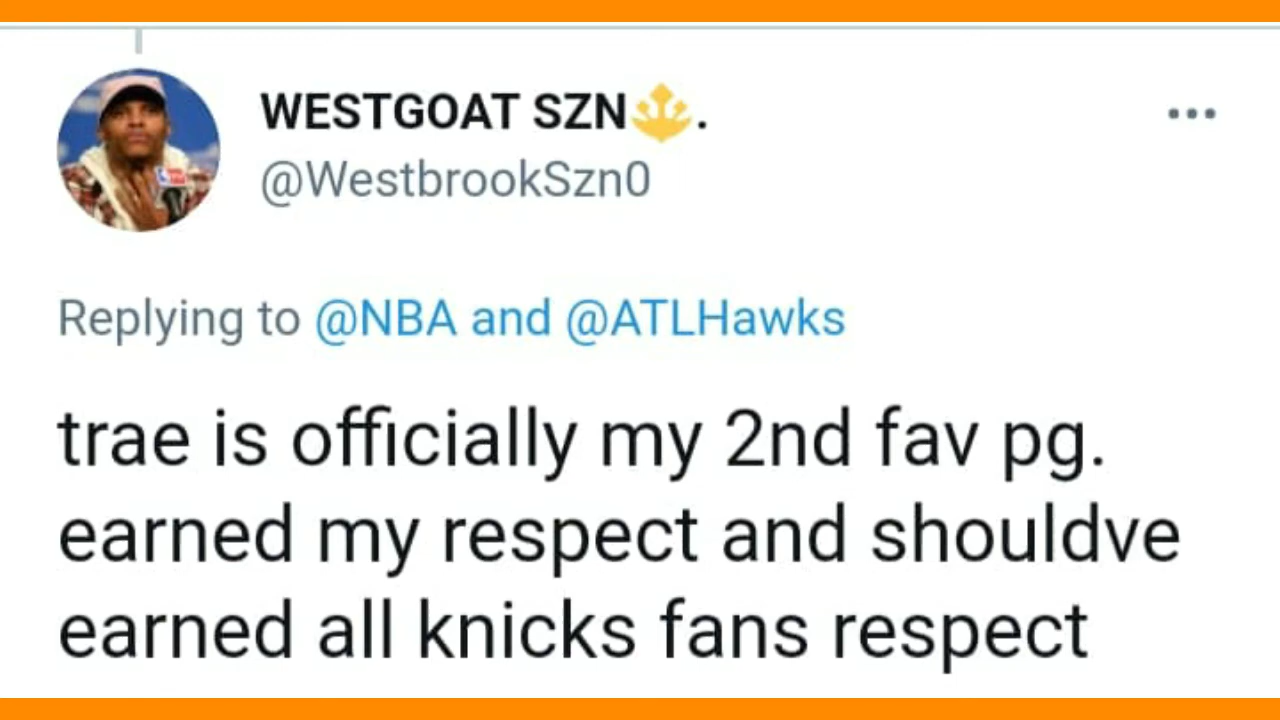 WESTGOAT SZN🔱.
@WestbrookSzn0
Replying to @NBA and @ATLHawks
trae is officially my 2nd fav pg.
earned my respect and shouldve
earned all knicks fans respect